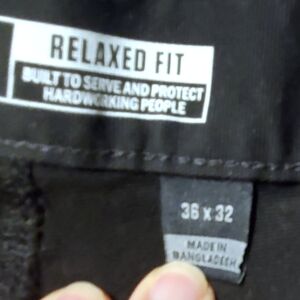 RELAXED FIT
BUILT TO SERVE AND PROTECT
HARDWORKING PEOPLE
36 x 32
MADE IN
BANGLADESH